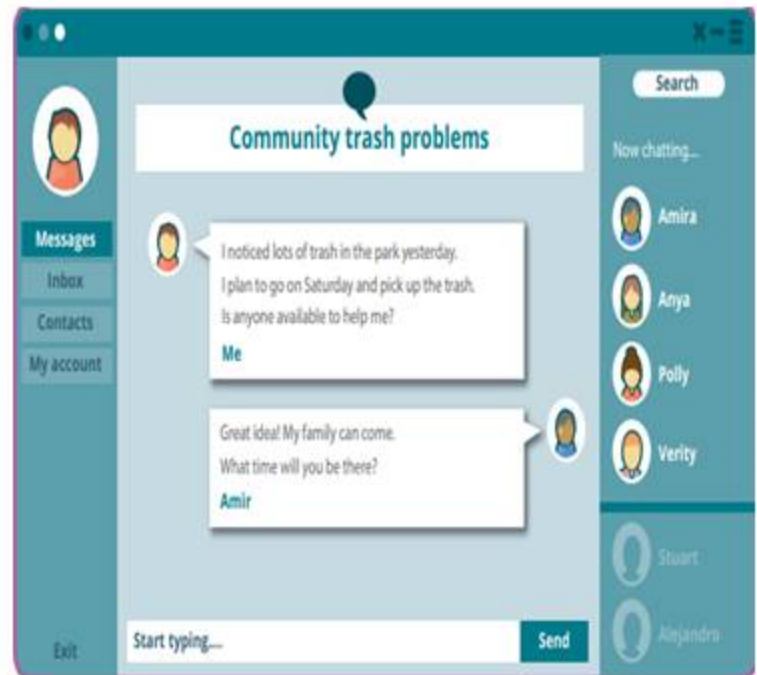 Community trash problems
Messages
Inbox
Contacts
My account
Exit
I noticed lots of trash in the park yesterday.
I plan to go on Saturday and pick up the trash.
Is anyone available to help me?
Me
Great idea! My family can come.
What time will you be there?
Amir
Start typing....
Send
Search
Now chatting...
Amira
Anya
Polly
Verity
Stuart
Alejandro